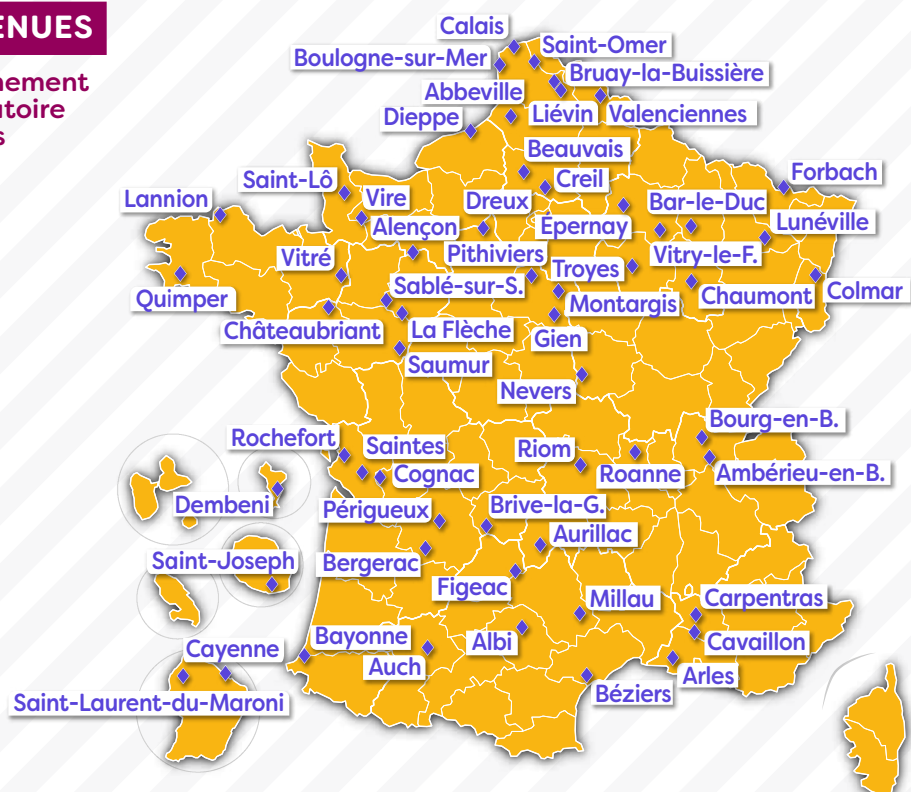 ENUES
nement
atoire
s
Calais
Saint-Omer
Boulogne-sur-Mer
Bruay-la-Buissière
Abbeville
Liévin
Valenciennes
Dieppe
Beauvais
Forbach
Creil
Saint-Lô
Vire
Dreux
Bar-le-Duc
Lannion
Alençon
Épernay
Lunéville
Vitré
Pithiviers
Troyes
Vitry-le-F.
Quimper
Sablé-sur-S.
Montargis
Chaumont
Colmar
Châteaubriant
La Flèche
Gien
Saumur
Nevers
Bourg-en-B.
Rochefort
Saintes
Riom
Roanne
Ambérieu-en-B.
Cognac
Dembeni
Périgueux
Brive-la-G.
Aurillac
Saint-Joseph
Bergerac
Figeac
Millau
Carpentras
Bayonne
Albi
Cavaillon
Cayenne
Auch
Arles
Saint-Laurent-du-Maroni
Béziers